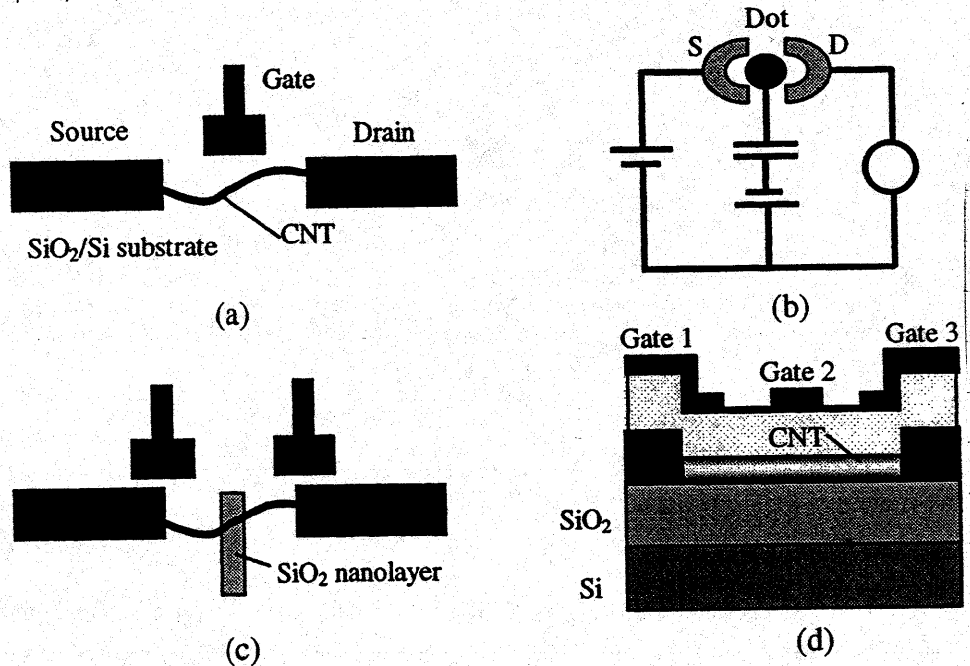 Gate
Source
Drain
CNT
SiO₂/Si substrate
(a)
Dot
S
D
(b)
SiO₂ nanolayer
(c)
Gate 1
Gate 3
Gate 2
CNT
SiO₂
Si
(d)